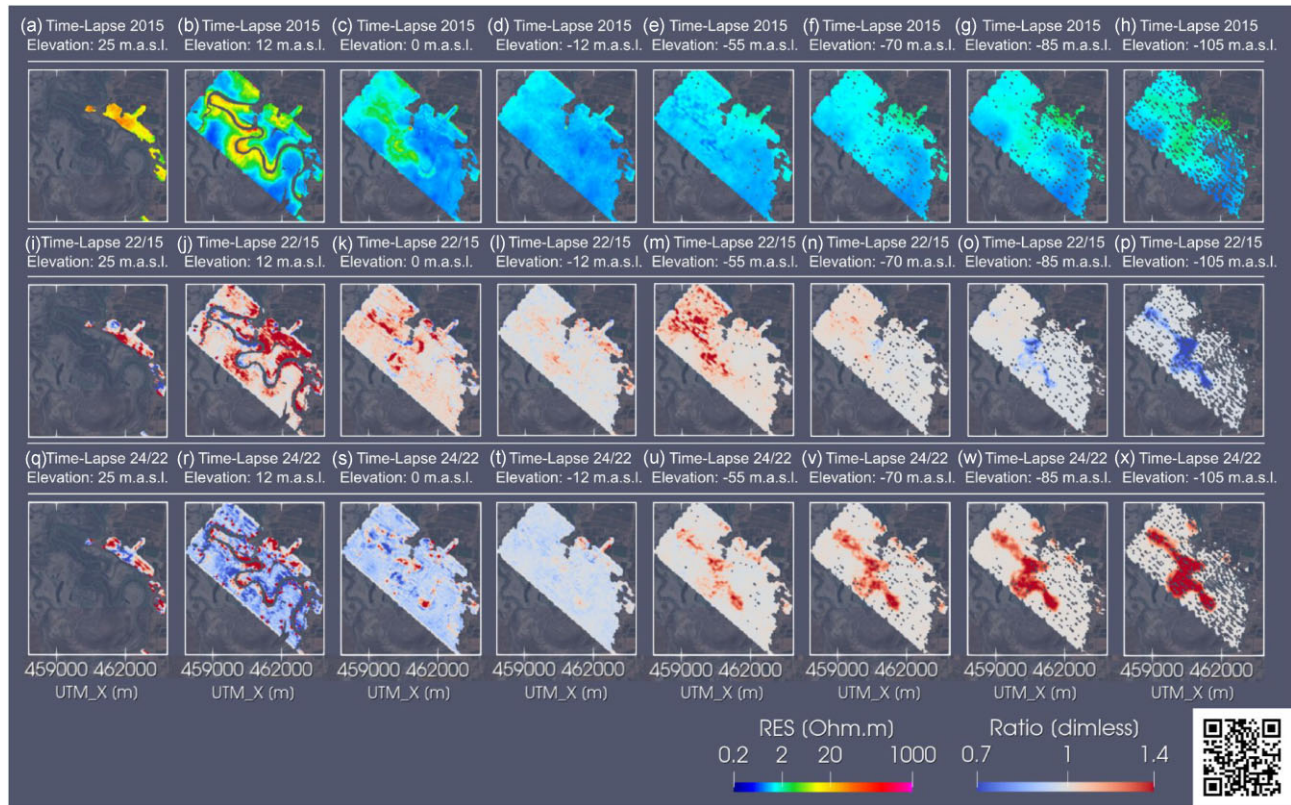 (a) Time-Lapse 2015 (b) Time-Lapse 2015 (c) Time-Lapse 2015 (d) Time-Lapse 2015 (e) Time-Lapse 2015 (f) Time-Lapse 2015 (g) Time-Lapse 2015 (h) Time-Lapse 2015
Elevation: 25 m.a.s.l. Elevation: 12 m.a.s.l. Elevation: 0 m.a.s.l. Elevation: -12 m.a.s.l. Elevation: -55 m.a.s.l. Elevation: -70 m.a.s.l. Elevation: -85 m.a.s.l. Elevation: -105 m.a.s.l.
(i) Time-Lapse 22/15 (j) Time-Lapse 22/15 (k) Time-Lapse 22/15 (l) Time-Lapse 22/15 (m) Time-Lapse 22/15 (n) Time-Lapse 22/15 (o) Time-Lapse 22/15 (p) Time-Lapse 22/15
Elevation: 25 m.a.s.l. Elevation: 12 m.a.s.l. Elevation: 0 m.a.s.l. Elevation: -12 m.a.s.l. Elevation: -55 m.a.s.l. Elevation: -70 m.a.s.l. Elevation: -85 m.a.s.l. Elevation: -105 m.a.s.l.
(q) Time-Lapse 24/22 (r) Time-Lapse 24/22 (s) Time-Lapse 24/22 (t) Time-Lapse 24/22 (u) Time-Lapse 24/22 (v) Time-Lapse 24/22 (w) Time-Lapse 24/22 (x) Time-Lapse 24/22
Elevation: 25 m.a.s.l. Elevation: 12 m.a.s.l. Elevation: 0 m.a.s.l. Elevation: -12 m.a.s.l. Elevation: -55 m.a.s.l. Elevation: -70 m.a.s.l. Elevation: -85 m.a.s.l. Elevation: -105 m.a.s.l.
459000 462000 459000 462000 459000 462000 459000 462000 459000 462000 459000 462000 459000 462000 459000 462000
UTM_X (m) UTM_X (m) UTM_X (m) UTM_X (m) UTM_X (m) UTM_X (m) UTM_X (m) UTM_X (m)
RES (Ohm.m) Ratio (dimless)
0.2 2 20 1000 0.7 1 1.4